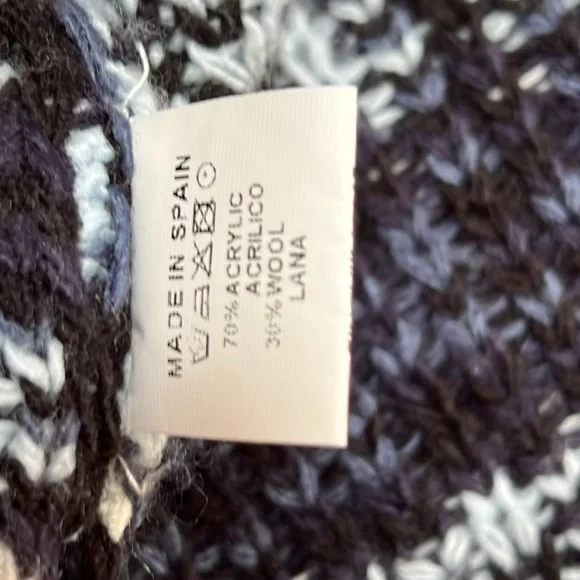 MADE IN SPAIN
70% ACRYLIC
ACRILICO
30% WOOL
LANA